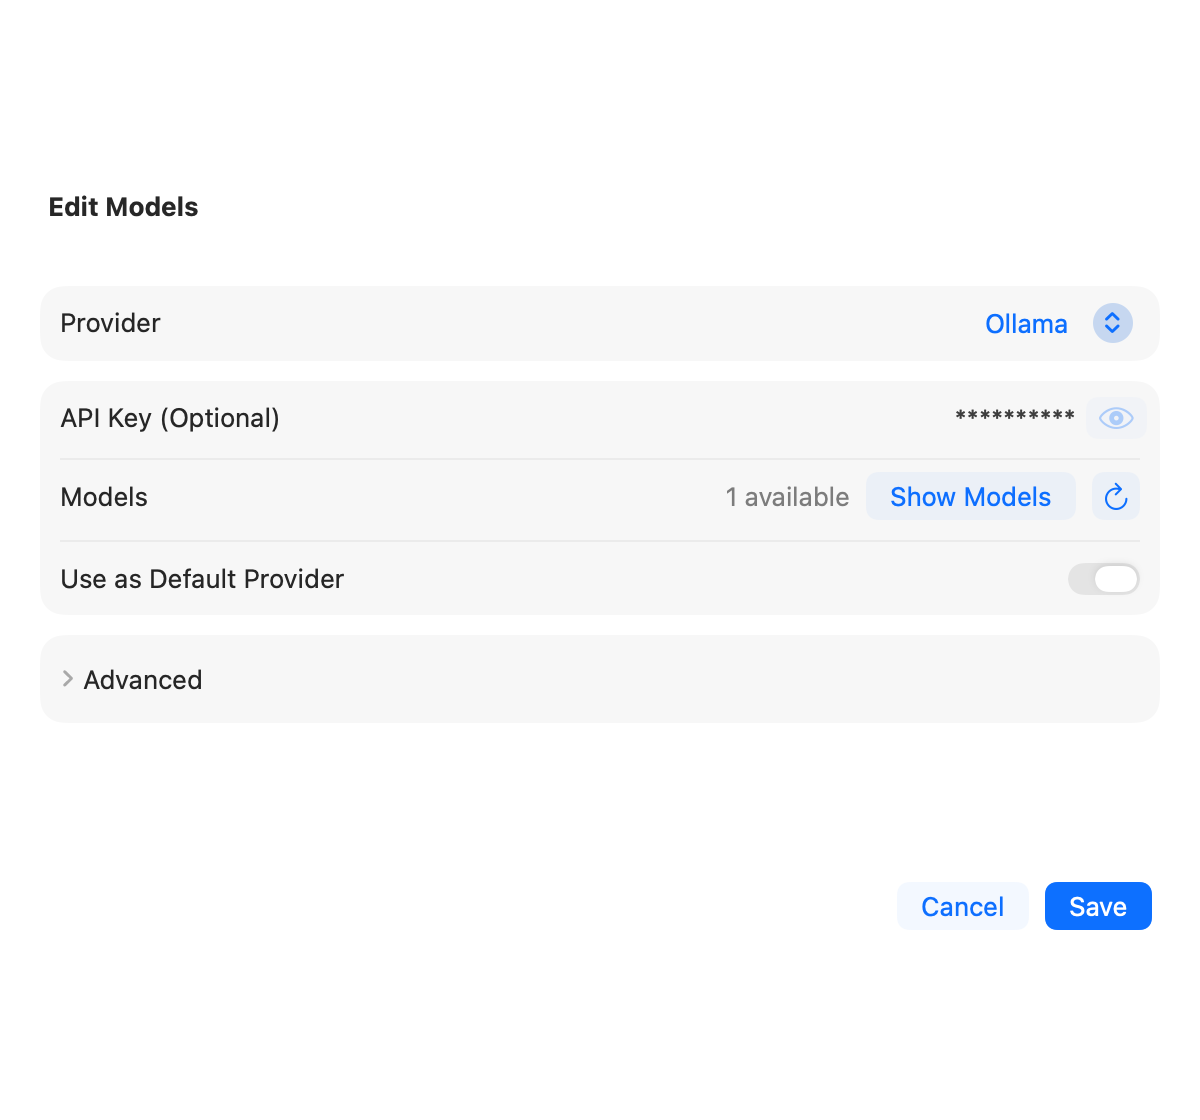 Edit Models
Provider
Ollama
API Key (Optional)
**********
Models
1 available
Show Models
Use as Default Provider
Advanced
Cancel
Save